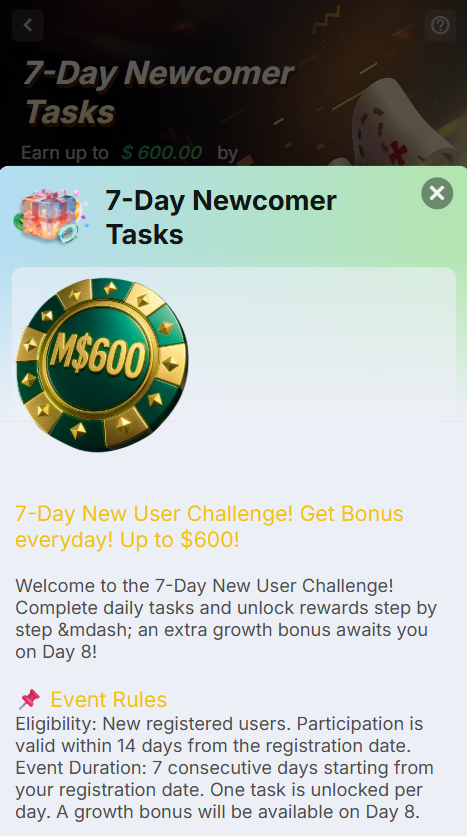 7-Day Newcomer
Tasks
Earn up to $ 600.00 by
7-Day Newcomer
Tasks
M$600
7-Day New User Challenge! Get Bonus
everyday! Up to $600!
Welcome to the 7-Day New User Challenge!
Complete daily tasks and unlock rewards step by
step &mdash; an extra growth bonus awaits you
on Day 8!
📌 Event Rules
Eligibility: New registered users. Participation is
valid within 14 days from the registration date.
Event Duration: 7 consecutive days starting from
your registration date. One task is unlocked per
day. A growth bonus will be available on Day 8.